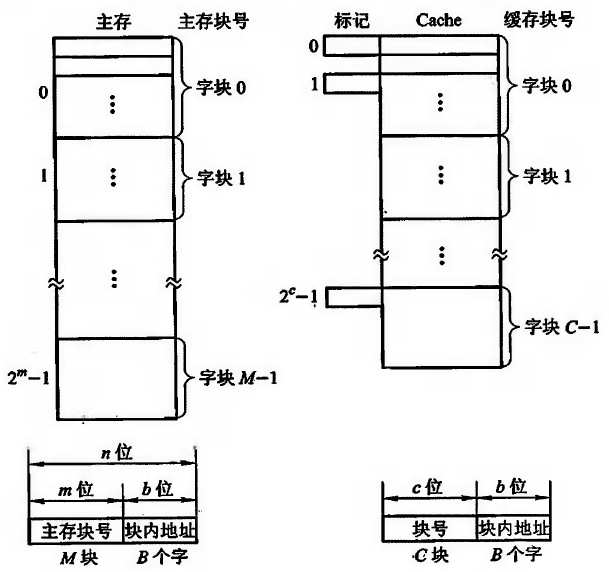 主存 主存块号
0
字块 0
1
字块 1
2^m−1
字块 M−1
n 位
m 位 b 位
主存块号 块内地址
M 块 B 个字
标记 Cache 缓存块号
0
1
字块 0
字块 1
2^c−1
字块 C−1
c 位 b 位
块号 块内地址
C 块 B 个字